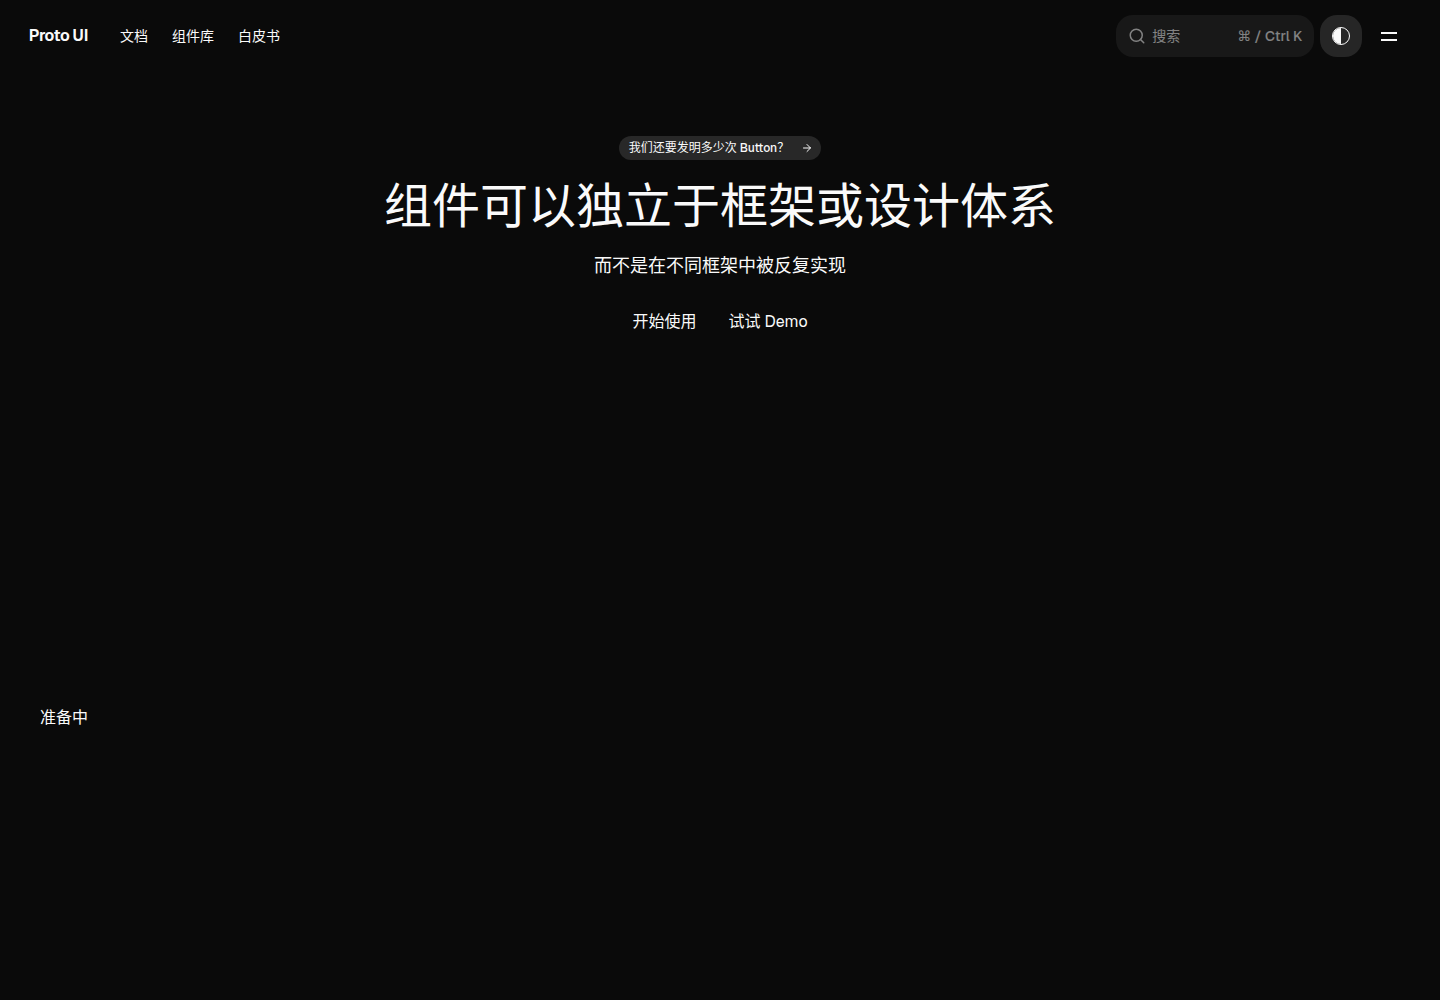 Proto UI 文档 组件库 白皮书 搜索 ⌘ / Ctrl K
我们还要发明多少次 Button？ →
组件可以独立于框架或设计体系
而不是在不同框架中被反复实现
开始使用 试试 Demo
准备中